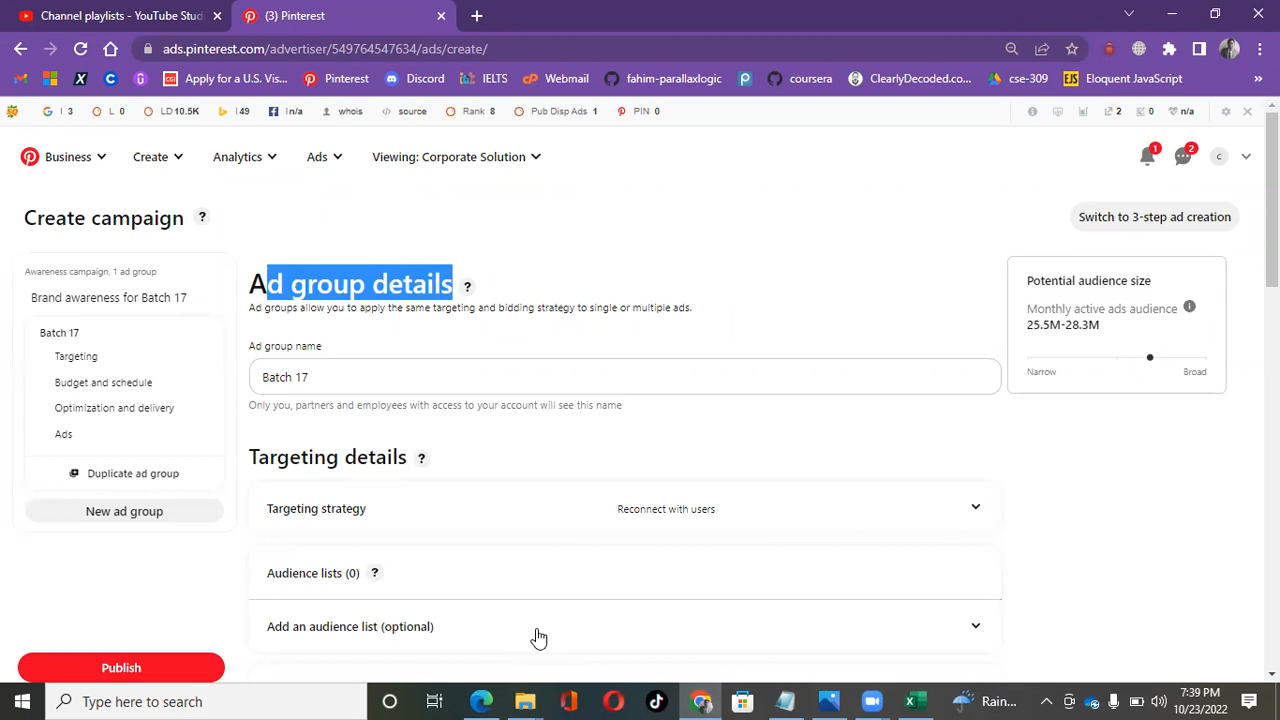 Channel playlists - YouTube Studi
(3) Pinterest
ads.pinterest.com/advertiser/549764547634/ads/create/
Apply for a U.S. Vis...
Pinterest
Discord
IELTS
Webmail
fahim-parallaxlogic
coursera
ClearlyDecoded.co...
cse-309
EJS
Eloquent JavaScript
»
I 3
L 0
LD 10.5K
I 49
I n/a
whois
source
Rank 8
Pub Disp Ads 1
PIN 0
2
0
n/a
Business
Create
Analytics
Ads
Viewing: Corporate Solution
1
2
C
Create campaign ?
Switch to 3-step ad creation
Awareness campaign, 1 ad group
Brand awareness for Batch 17
Batch 17
Targeting
Budget and schedule
Optimization and delivery
Ads
Duplicate ad group
New ad group
Publish
Ad group details ?
Ad groups allow you to apply the same targeting and bidding strategy to single or multiple ads.
Ad group name
Batch 17
Only you, partners and employees with access to your account will see this name
Targeting details ?
Targeting strategy
Reconnect with users
Audience lists (0) ?
Add an audience list (optional)
Potential audience size
Monthly active ads audience
25.5M-28.3M
Narrow
Broad
Type here to search
Rain...
7:39 PM
10/23/2022